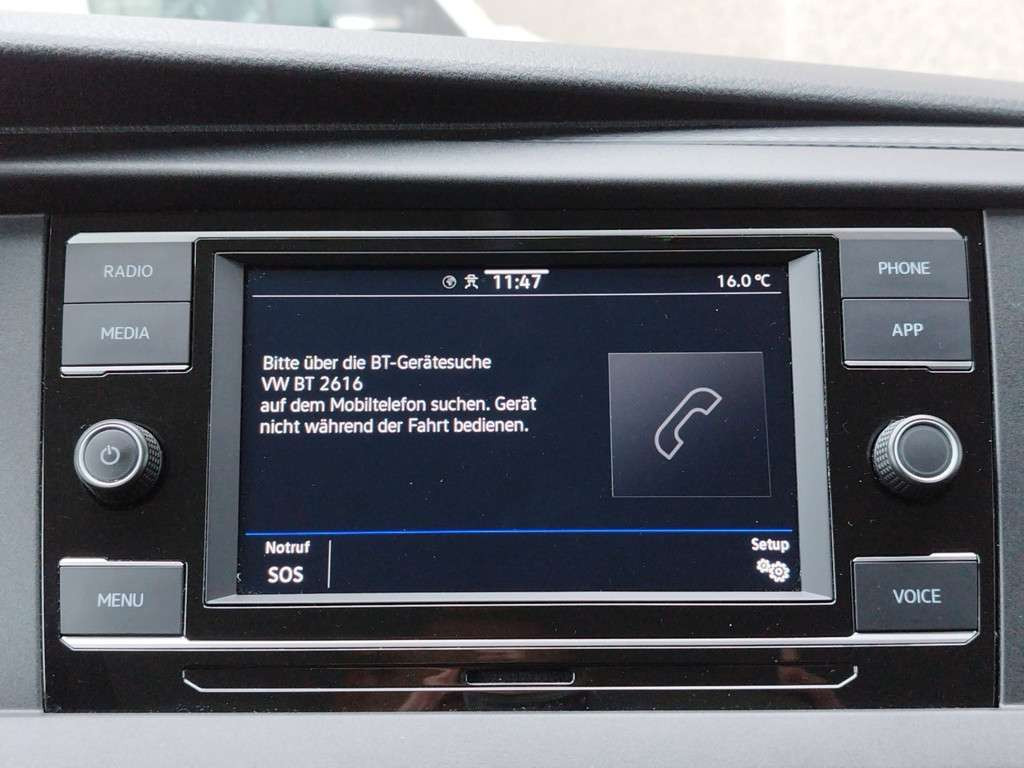 RADIO
MEDIA
MENU
11:47
16.0 °C
Bitte über die BT-Gerätesuche
VW BT 2616
auf dem Mobiltelefon suchen. Gerät
nicht während der Fahrt bedienen.
Notruf
SOS
Setup
PHONE
APP
VOICE